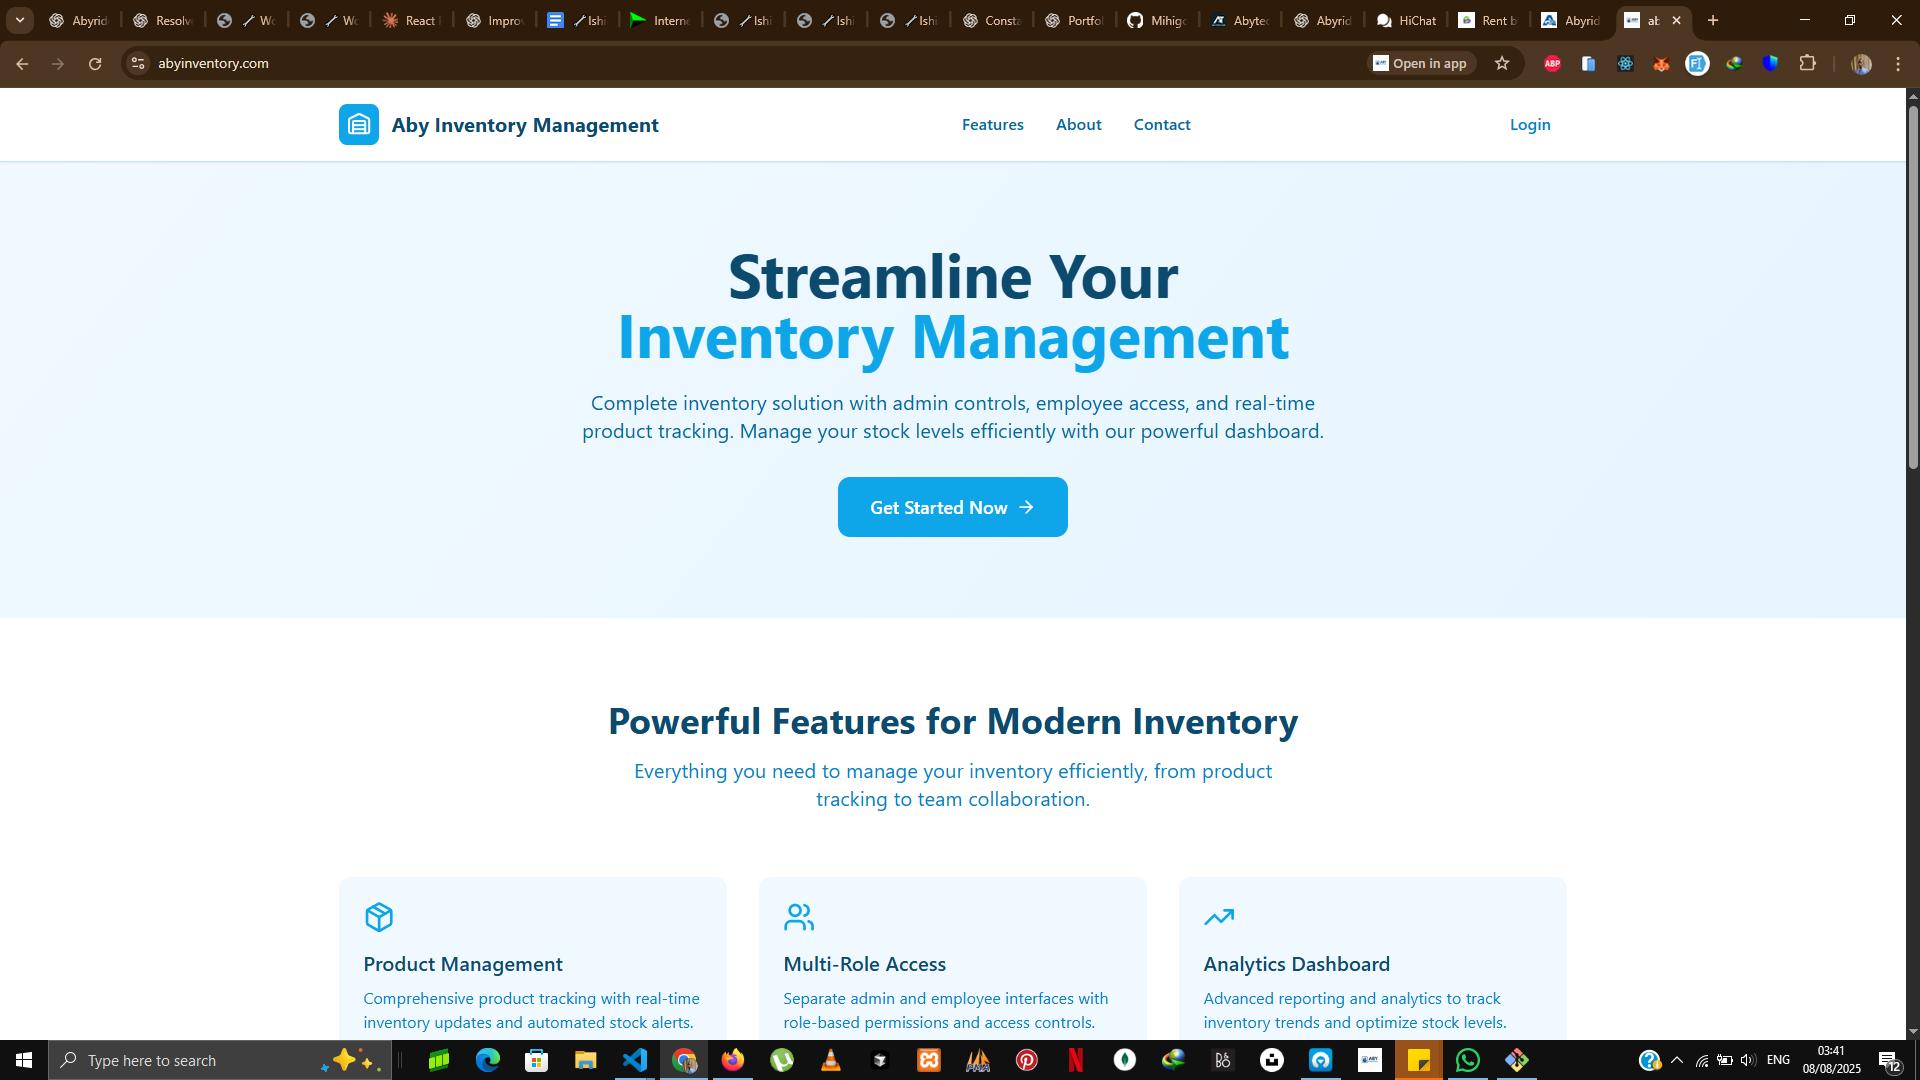 Abyrid
Resolve
Wo
Wo
React
Improv
Ishi
Interne
Ishi
Ishi
Ishi
Consta
Portfol
Mihigo
Abytec
Abyrid
HiChat
Rent b
Abyrid
ab
abyinventory.com
Open in app
ABP
Aby Inventory Management
Features
About
Contact
Login
Streamline Your
Inventory Management
Complete inventory solution with admin controls, employee access, and real-time
product tracking. Manage your stock levels efficiently with our powerful dashboard.
Get Started Now
Powerful Features for Modern Inventory
Everything you need to manage your inventory efficiently, from product
tracking to team collaboration.
Product Management
Comprehensive product tracking with real-time
inventory updates and automated stock alerts.
Multi-Role Access
Separate admin and employee interfaces with
role-based permissions and access controls.
Analytics Dashboard
Advanced reporting and analytics to track
inventory trends and optimize stock levels.
Type here to search
ENG
03:41
08/08/2025
12